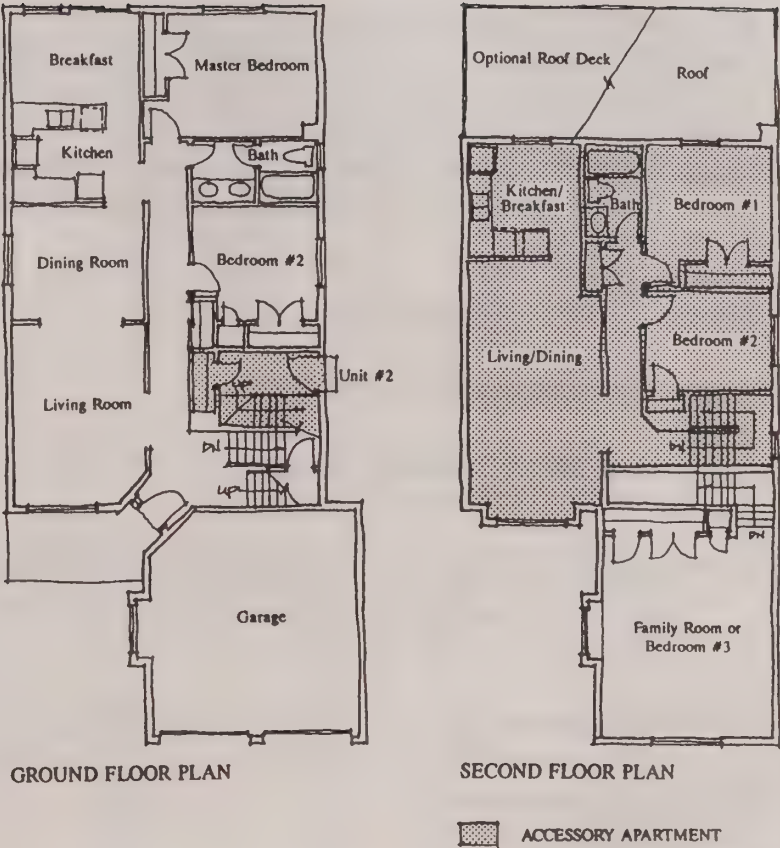 Breakfast
Master Bedroom
Kitchen
Bath
Dining Room
Bedroom #2
Unit #2
UP
Living Room
DN
UP
Garage
GROUND FLOOR PLAN
Optional Roof Deck
Roof
Kitchen/
Breakfast
Bath
Bedroom #1
Living/Dining
Bedroom #2
DN
DN
Family Room or
Bedroom #3
SECOND FLOOR PLAN
ACCESSORY APARTMENT